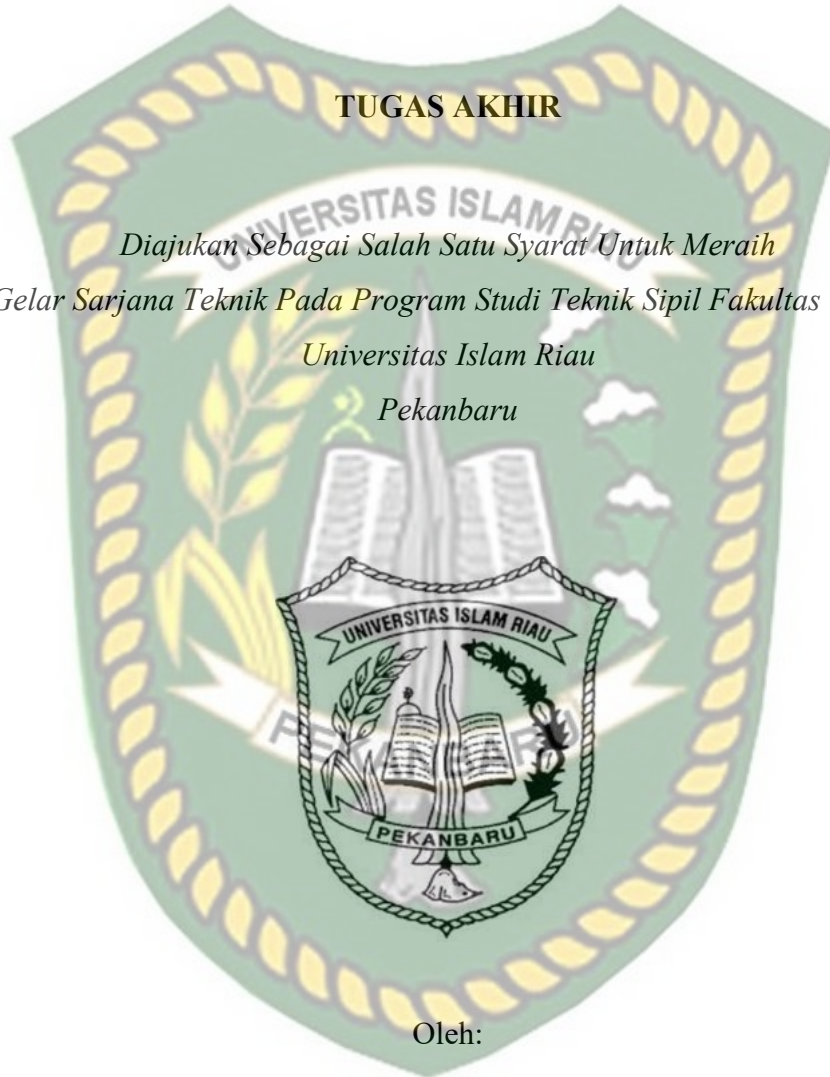 TUGAS AKHIR
UNIVERSITAS ISLAM RIAU
Diajukan Sebagai Salah Satu Syarat Untuk Meraih
Gelar Sarjana Teknik Pada Program Studi Teknik Sipil Fakultas
Universitas Islam Riau
Pekanbaru
UNIVERSITAS ISLAM RIAU
PEKANBARU
PEKANBARU
Oleh: